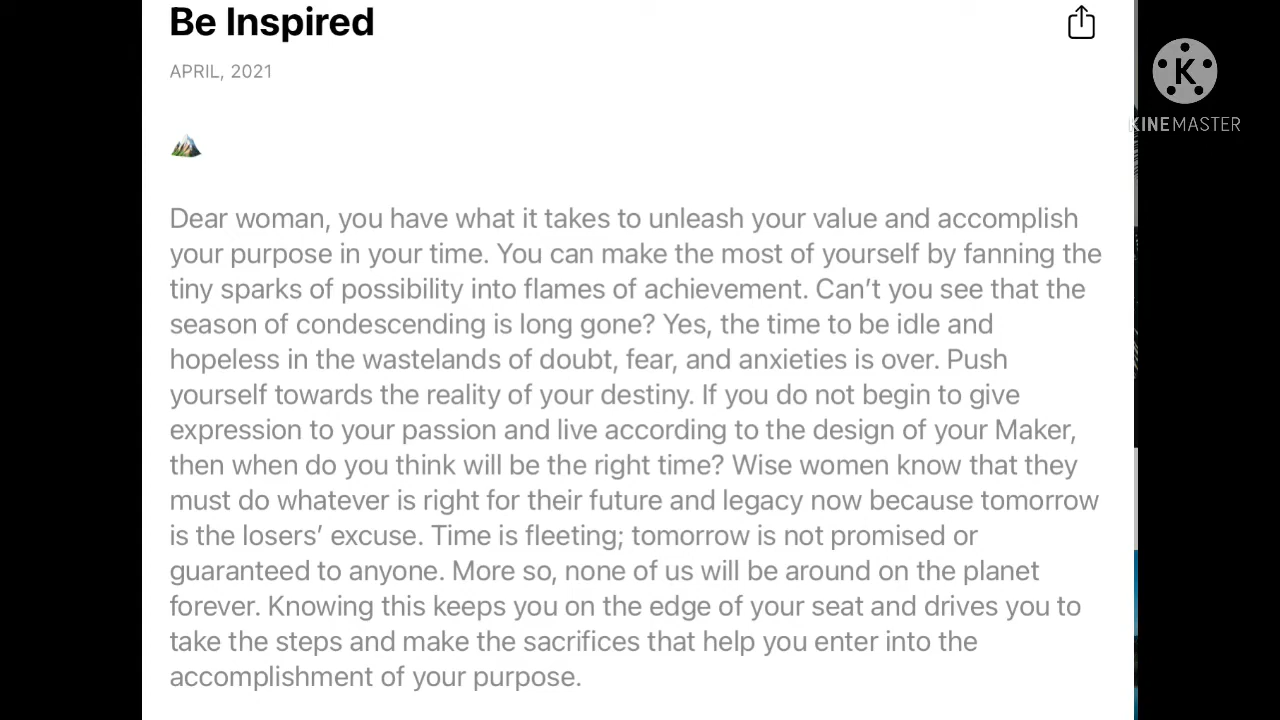 Be Inspired
APRIL, 2021
K
KINEMASTER
Dear woman, you have what it takes to unleash your value and accomplish
your purpose in your time. You can make the most of yourself by fanning the
tiny sparks of possibility into flames of achievement. Can’t you see that the
season of condescending is long gone? Yes, the time to be idle and
hopeless in the wastelands of doubt, fear, and anxieties is over. Push
yourself towards the reality of your destiny. If you do not begin to give
expression to your passion and live according to the design of your Maker,
then when do you think will be the right time? Wise women know that they
must do whatever is right for their future and legacy now because tomorrow
is the losers’ excuse. Time is fleeting; tomorrow is not promised or
guaranteed to anyone. More so, none of us will be around on the planet
forever. Knowing this keeps you on the edge of your seat and drives you to
take the steps and make the sacrifices that help you enter into the
accomplishment of your purpose.